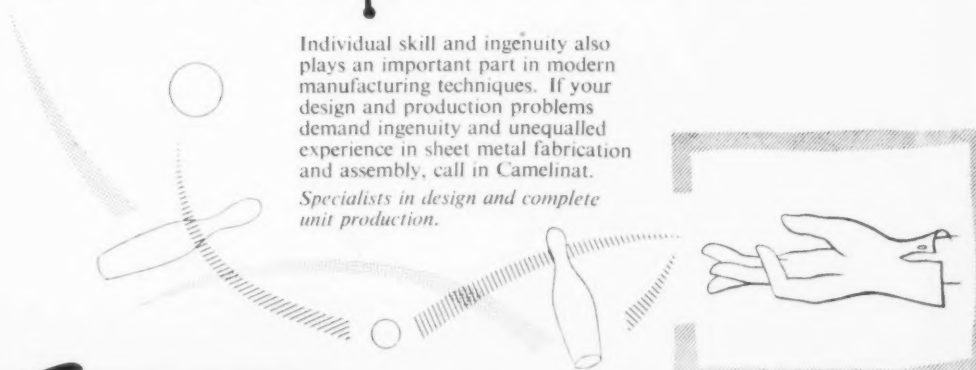 Individual skill and ingenuity also
plays an important part in modern
manufacturing techniques. If your
design and production problems
demand ingenuity and unequalled
experience in sheet metal fabrication
and assembly, call in Camelinat.
Specialists in design and complete
unit production.